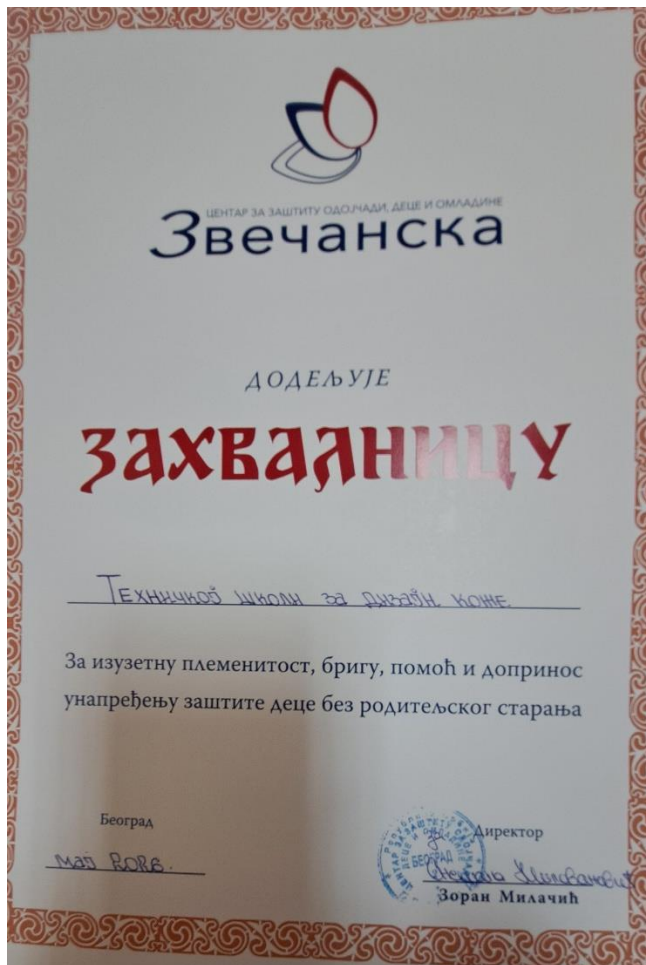 ЦЕНТАР ЗА ЗАШТИТУ ОДОЈЧАДИ, ДЕЦЕ И ОМЛАДИНЕ
Звечанска
ДОДЕЉУЈЕ
ЗАХВАЛНИЦУ
Техничкој школи за дизајн коже
За изузетну племенитост, бригу, помоћ и допринос
унапређењу заштите деце без родитељског старања
Београд
Директор
мај
БЕОГРАД
Зоран Милачић